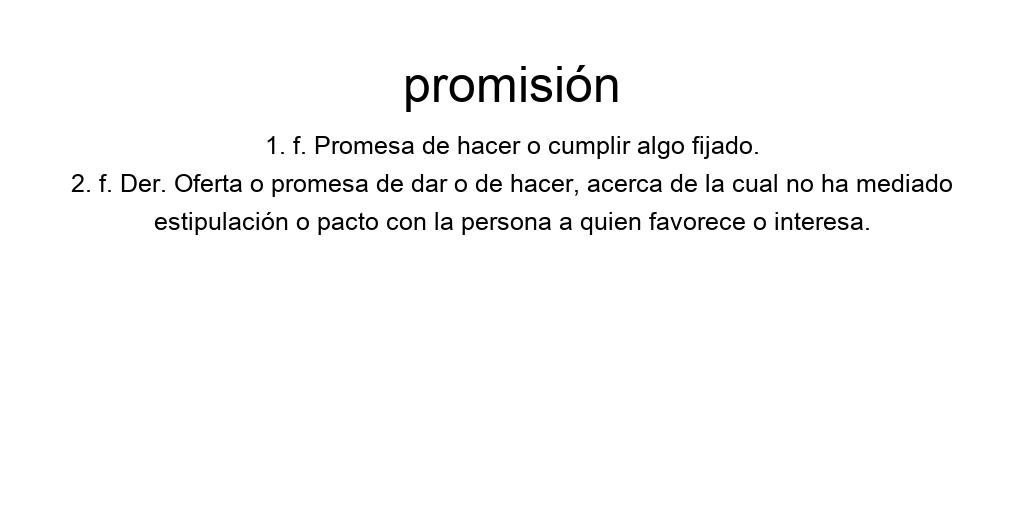 promisión
1. f. Promesa de hacer o cumplir algo fijado.
2. f. Der. Oferta o promesa de dar o de hacer, acerca de la cual no ha mediado
estipulación o pacto con la persona a quien favorece o interesa.